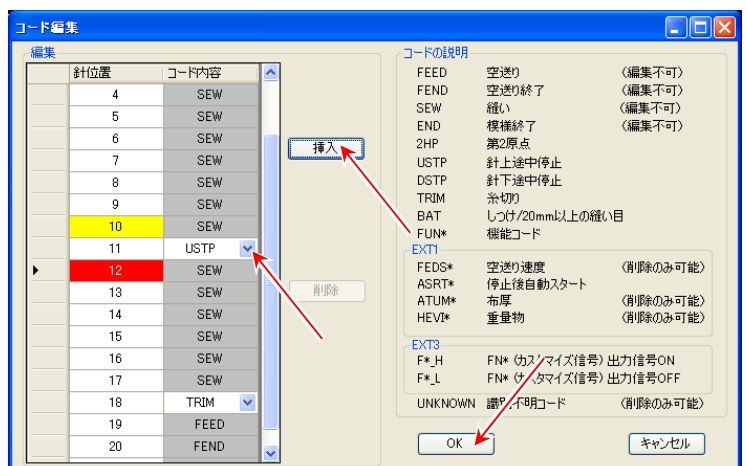 コード編集
編集
針位置 コード内容
4 SEW
5 SEW
6 SEW
7 SEW
8 SEW
9 SEW
10 SEW
11 USTP
12 SEW
13 SEW
14 SEW
15 SEW
16 SEW
17 SEW
18 TRIM
19 FEED
20 FEND
挿入
削除
コードの説明
FEED 空送り （編集不可）
FEND 空送り終了 （編集不可）
SEW 縫い （編集不可）
END 模様終了 （編集不可）
2HP 第2原点
USTP 針上途中停止
DSTP 針下途中停止
TRIM 糸切り
BAT しつけ/20mm以上の縫い目
FUN* 機能コード
EXT1
FEDS* 空送り速度 （削除のみ可能）
ASRT* 停止後自動スタート
ATUM* 布厚 （削除のみ可能）
HEVI* 重量物 （削除のみ可能）
EXT3
F*_H FN* （カスタマイズ信号）出力信号ON
F*_L FN* （カスタマイズ信号）出力信号OFF
UNKNOWN 識別不明コード （削除のみ可能）
OK
キャンセル